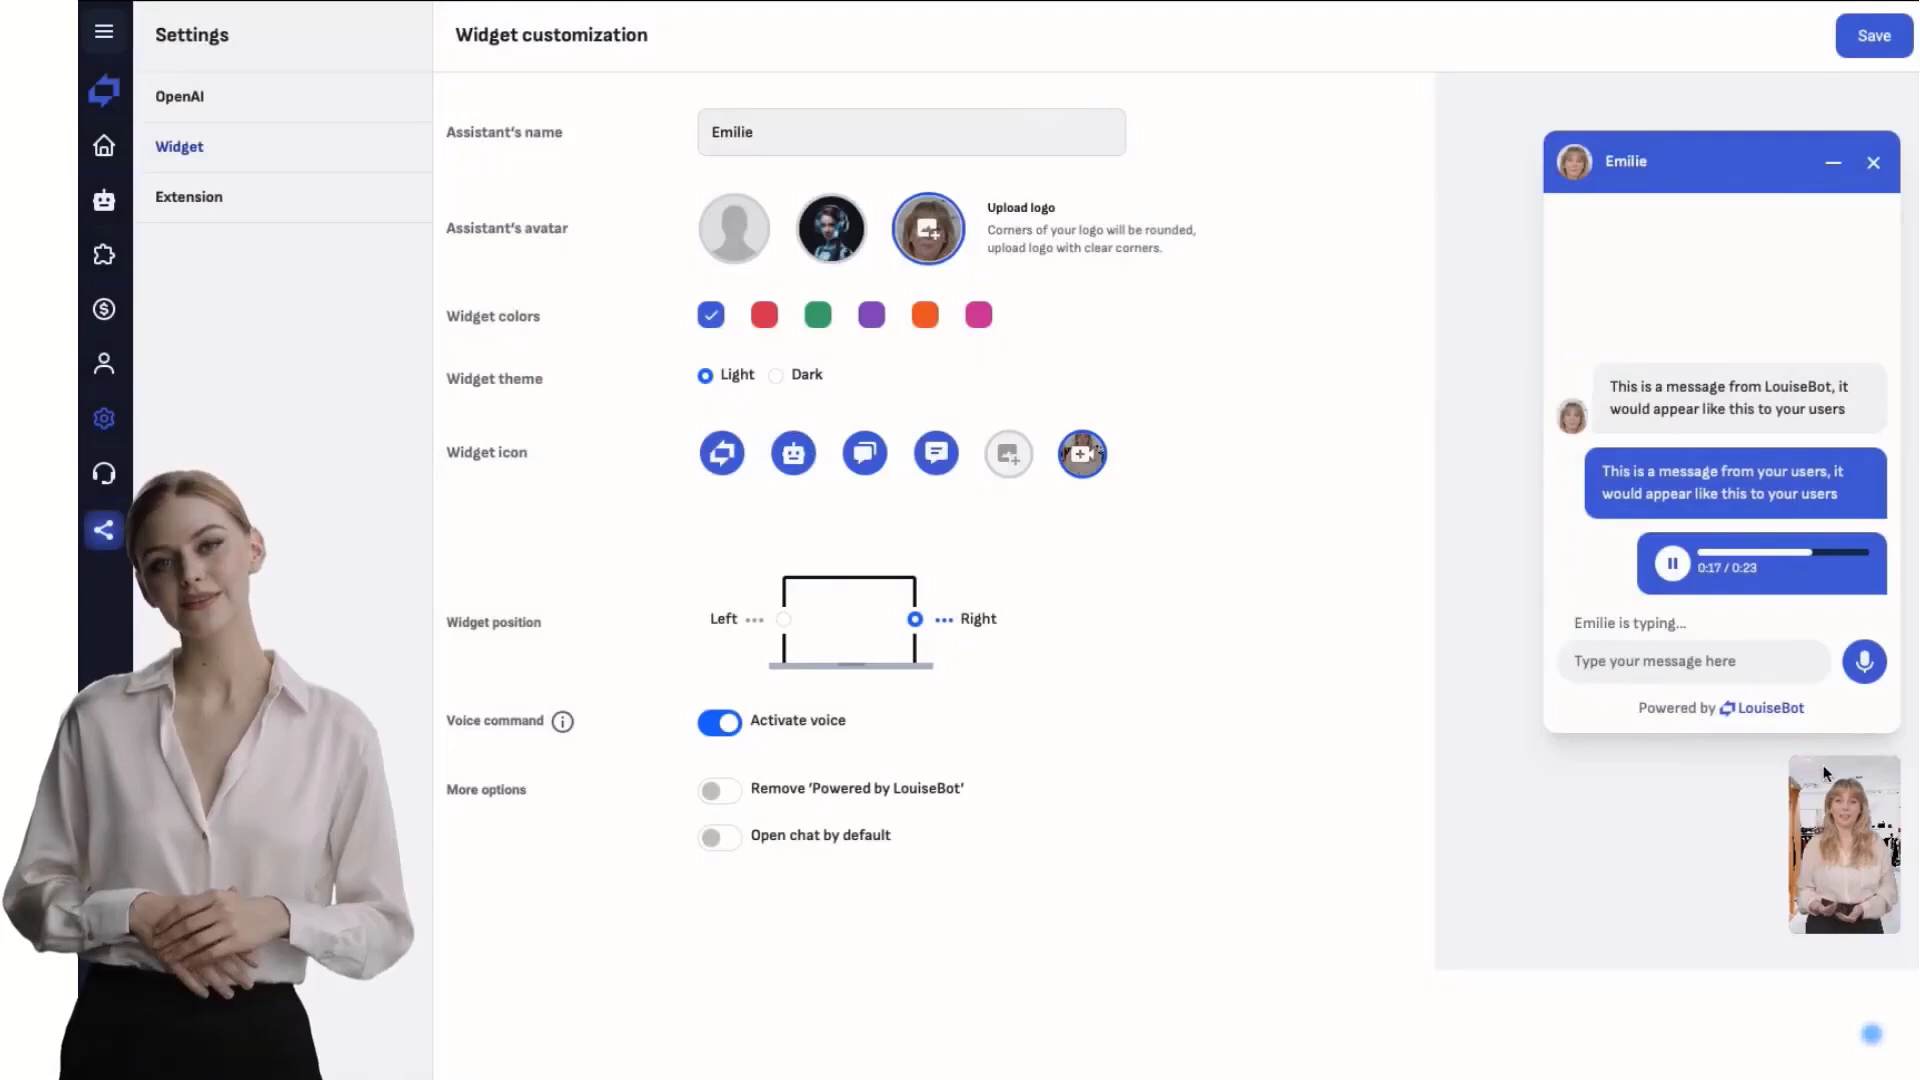 Settings
OpenAI
Widget
Extension
Widget customization
Save
Assistant's name
Emilie
Assistant's avatar
Upload logo
Corners of your logo will be rounded,
upload logo with clear corners.
Widget colors
Widget theme
Light
Dark
Widget icon
Widget position
Left
Right
Voice command
Activate voice
More options
Remove 'Powered by LouiseBot'
Open chat by default
Emilie
This is a message from LouiseBot, it
would appear like this to your users
This is a message from your users, it
would appear like this to your users
0:17 / 0:23
Emilie is typing...
Type your message here
Powered by LouiseBot